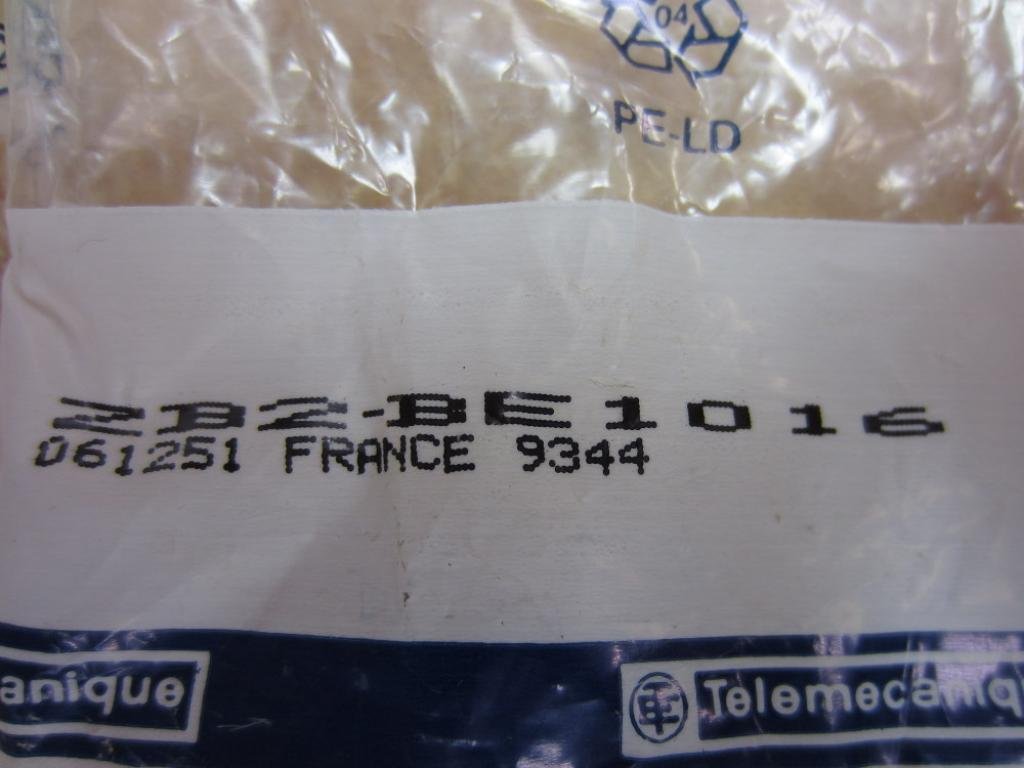 04
PE-LD
ZB2-BE1016
061251 FRANCE 9344
anique
Telemecaniq